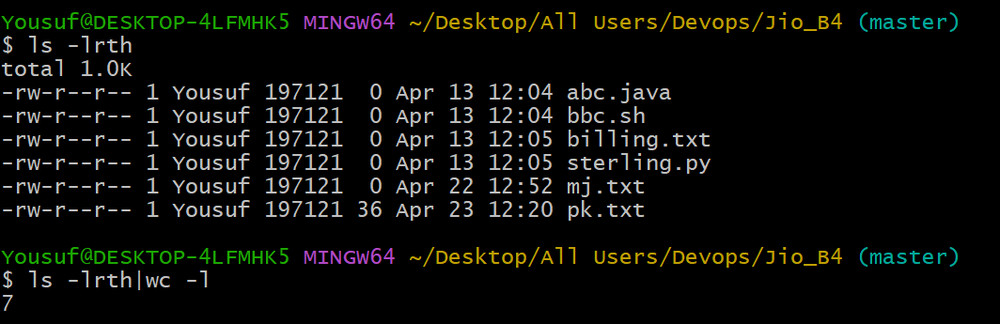 Yousuf@DESKTOP-4LFMHK5 MINGW64 ~/Desktop/All Users/Devops/Jio_B4 (master)
$ ls -lrth
total 1.0K
-rw-r--r-- 1 Yousuf 197121  0 Apr 13 12:04 abc.java
-rw-r--r-- 1 Yousuf 197121  0 Apr 13 12:04 bbc.sh
-rw-r--r-- 1 Yousuf 197121  0 Apr 13 12:05 billing.txt
-rw-r--r-- 1 Yousuf 197121  0 Apr 13 12:05 sterling.py
-rw-r--r-- 1 Yousuf 197121  0 Apr 22 12:52 mj.txt
-rw-r--r-- 1 Yousuf 197121 36 Apr 23 12:20 pk.txt
Yousuf@DESKTOP-4LFMHK5 MINGW64 ~/Desktop/All Users/Devops/Jio_B4 (master)
$ ls -lrth|wc -l
7